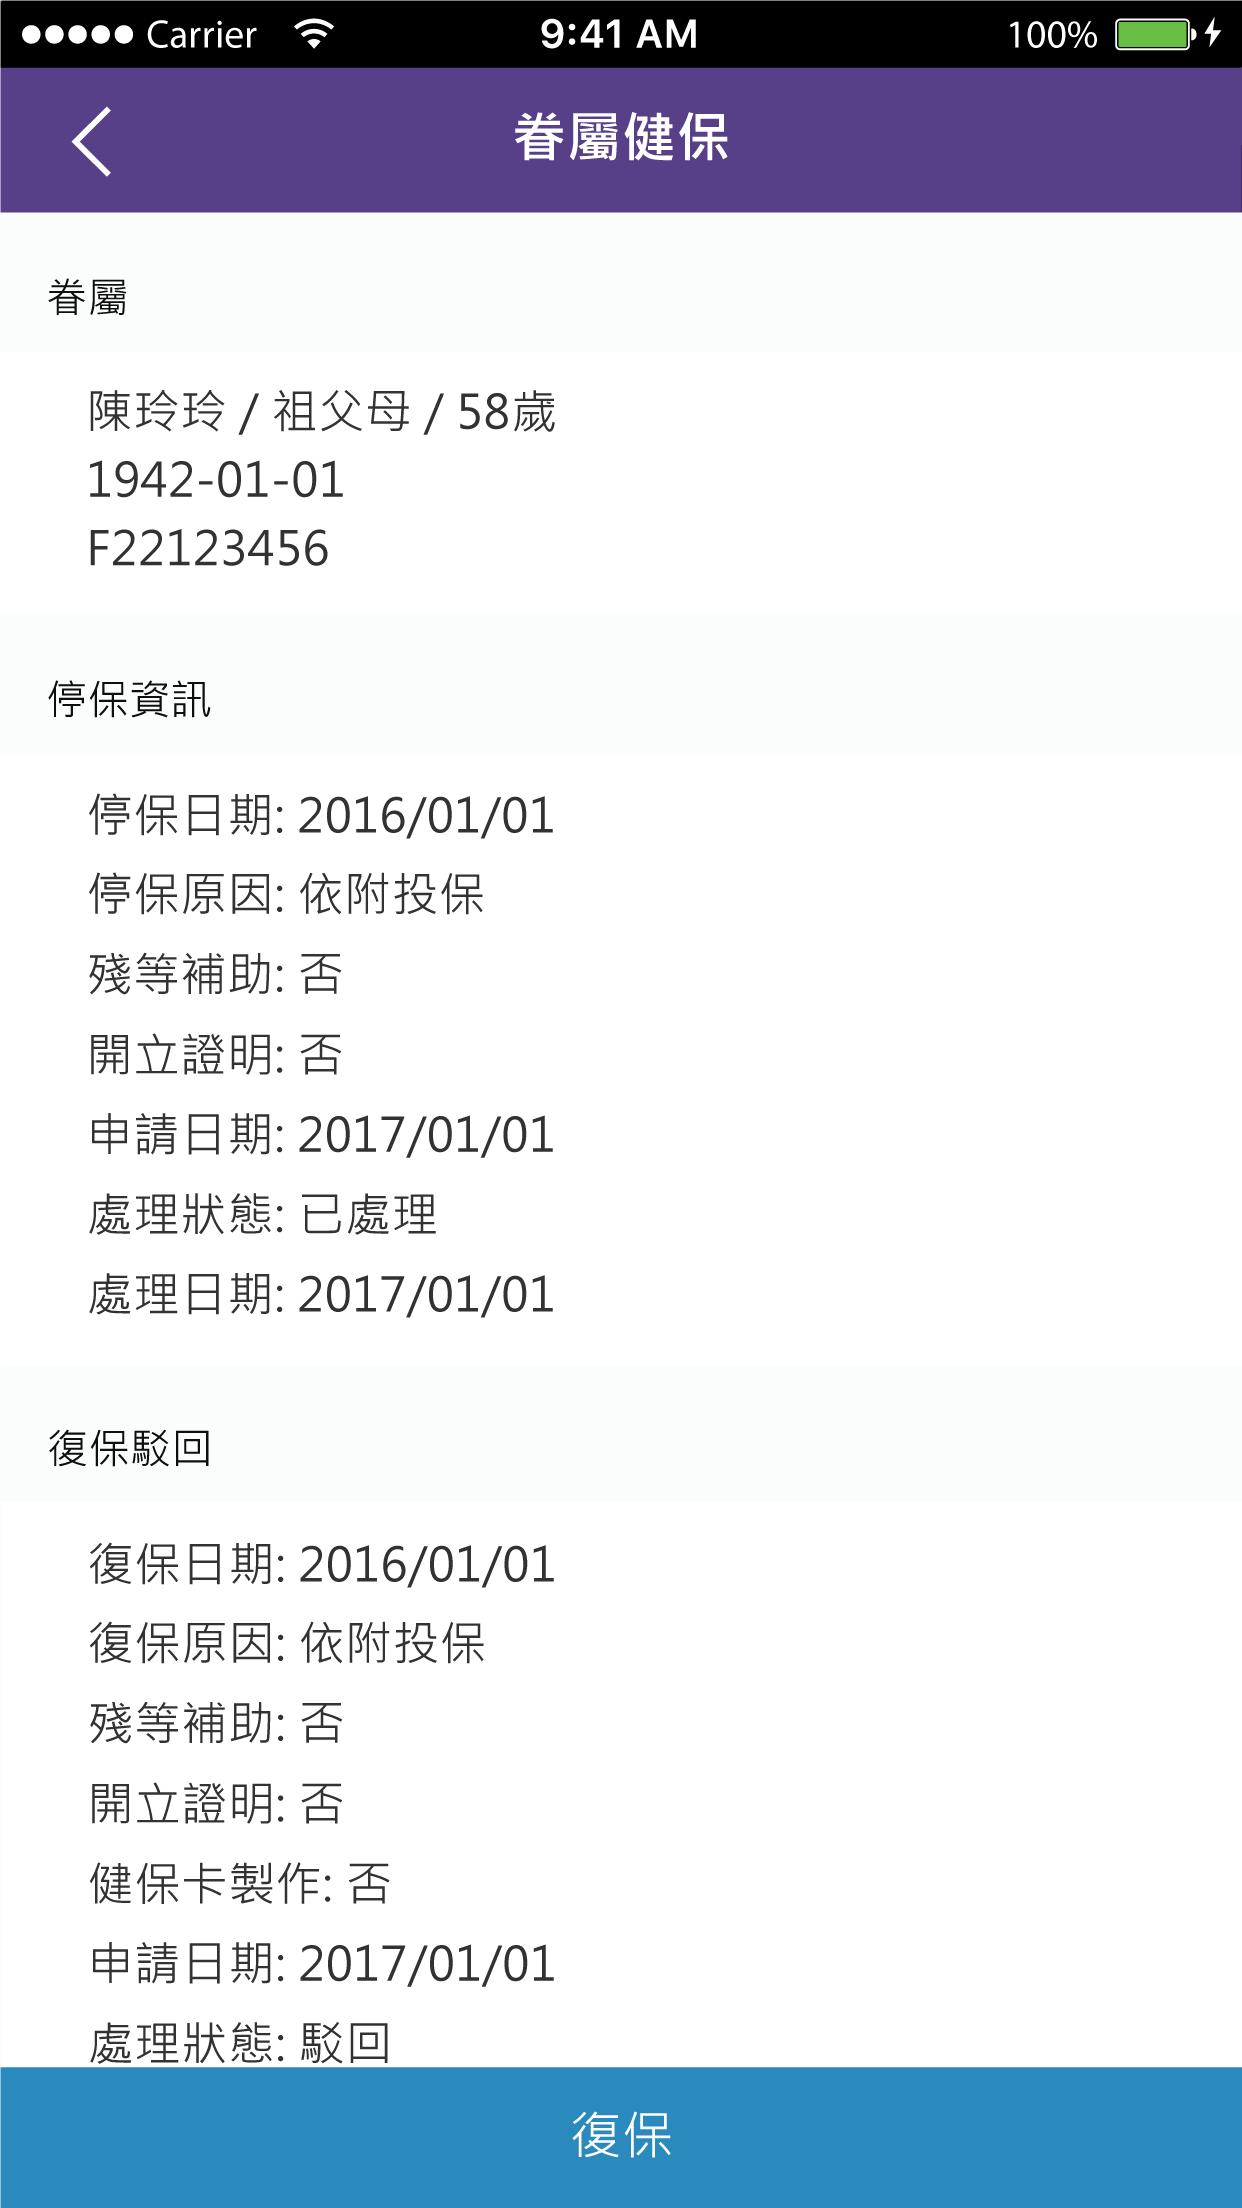 Carrier 9:41 AM 100%
眷屬健保
眷屬
陳玲玲 / 祖父母 / 58歲
1942-01-01
F22123456
停保資訊
停保日期: 2016/01/01
停保原因: 依附投保
殘等補助: 否
開立證明: 否
申請日期: 2017/01/01
處理狀態: 已處理
處理日期: 2017/01/01
復保駁回
復保日期: 2016/01/01
復保原因: 依附投保
殘等補助: 否
開立證明: 否
健保卡製作: 否
申請日期: 2017/01/01
處理狀態: 駁回
復保